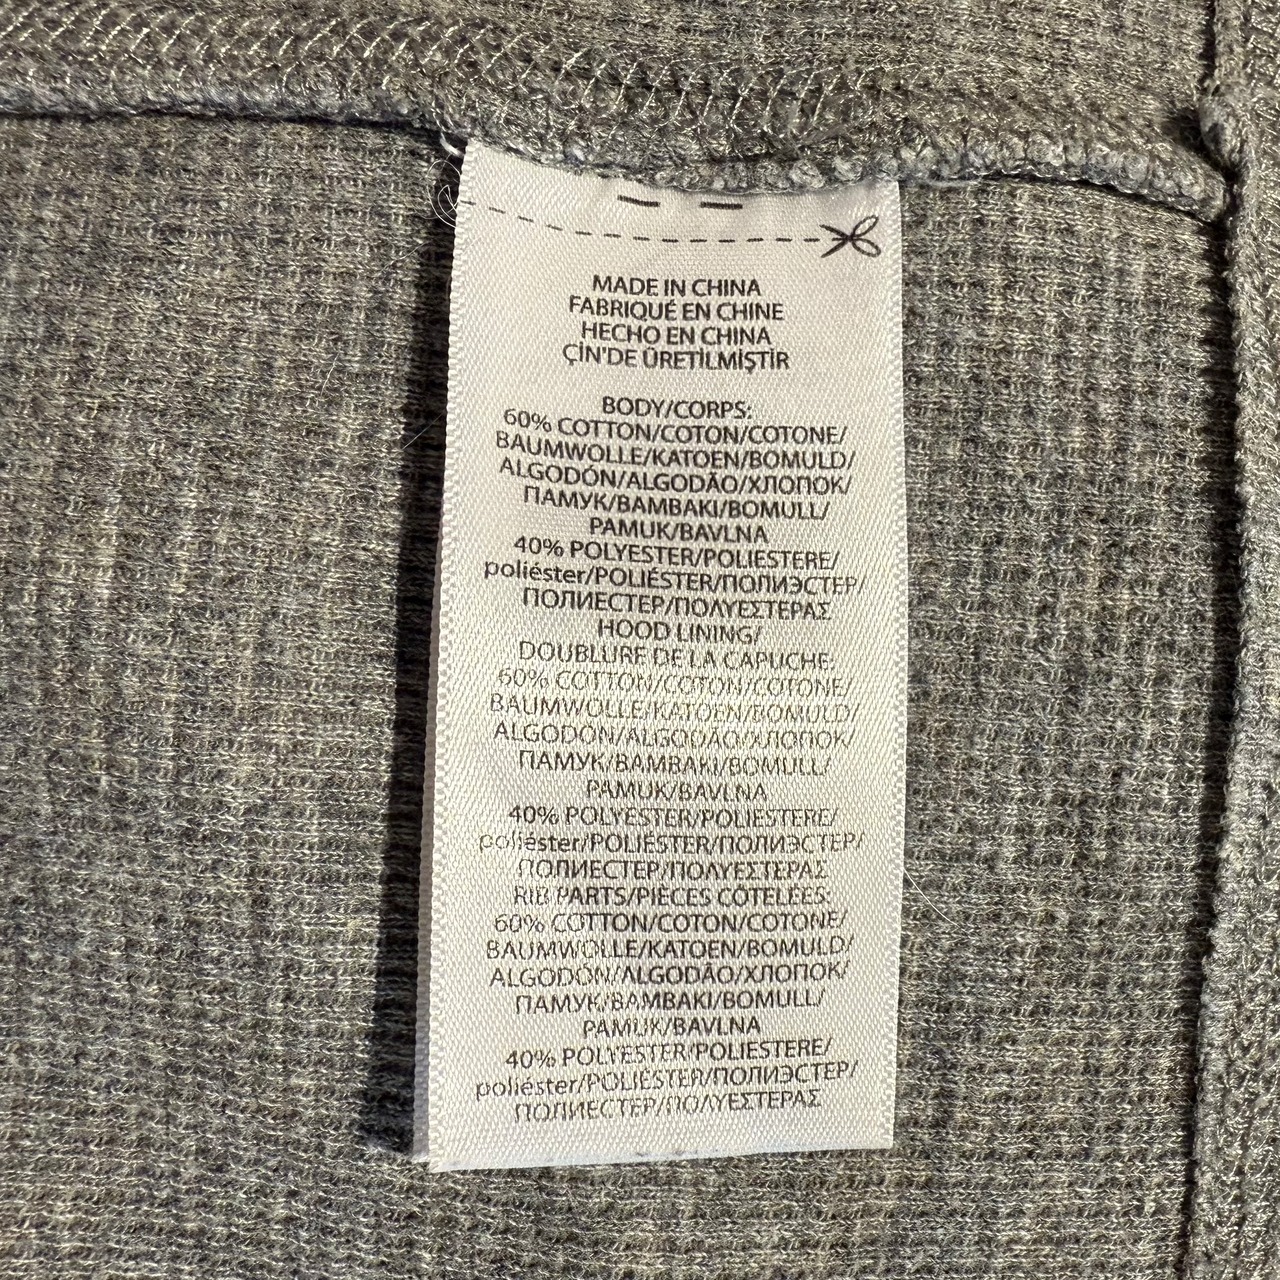 MADE IN CHINA
FABRIQUÉ EN CHINE
HECHO EN CHINA
ÇİN'DE ÜRETİLMİŞTİR
BODY/CORPS:
60% COTTON/COTON/COTONE/
BAUMWOLLE/KATOEN/BOMULD/
ALGODÓN/ALGODÃO/ХЛОПОК/
ПАМУК/ΒΑΜΒΑΚΙ/BOMULL/
PAMUK/BAVLNA
40% POLYESTER/POLIESTERE/
poliéster/POLIÉSTER/ПОЛИЭСТЕР/
ПОЛИЕСТЕР/ΠΟΛΥΕΣΤΕΡΑΣ
HOOD LINING/
DOUBLURE DE LA CAPUCHE:
60% COTTON/COTON/COTONE/
BAUMWOLLE/KATOEN/BOMULD/
ALGODÓN/ALGODÃO/ХЛОПОК/
ПАМУК/ΒΑΜΒΑΚΙ/BOMULL/
PAMUK/BAVLNA
40% POLYESTER/POLIESTERE/
poliéster/POLIÉSTER/ПОЛИЭСТЕР/
ПОЛИЕСТЕР/ΠΟΛΥΕΣΤΕΡΑΣ
RIB PARTS/PIÈCES CÔTELÉES:
60% COTTON/COTON/COTONE/
BAUMWOLLE/KATOEN/BOMULD/
ALGODÓN/ALGODÃO/ХЛОПОК/
ПАМУК/ΒΑΜΒΑΚΙ/BOMULL/
PAMUK/BAVLNA
40% POLYESTER/POLIESTERE/
poliéster/POLIÉSTER/ПОЛИЭСТЕР/
ПОЛИЕСТЕР/ΠΟΛΥΕΣΤΕΡΑΣ